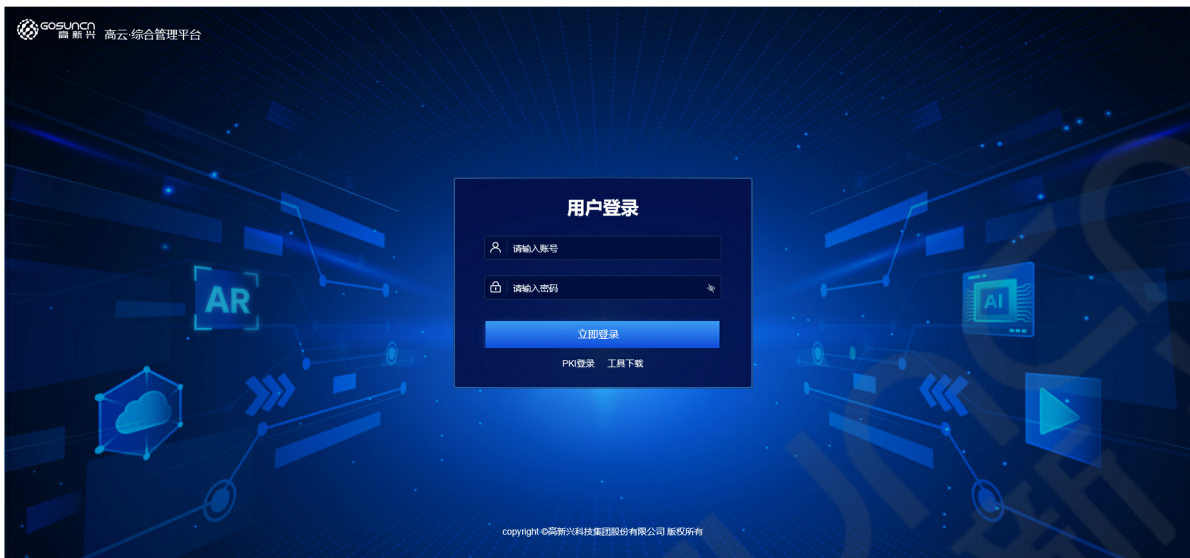 GOSUNCN
高新兴 高云·综合管理平台
用户登录
请输入账号
请输入密码
立即登录
PKI登录 工具下载
AR
AI
copyright ©高新兴科技集团股份有限公司 版权所有